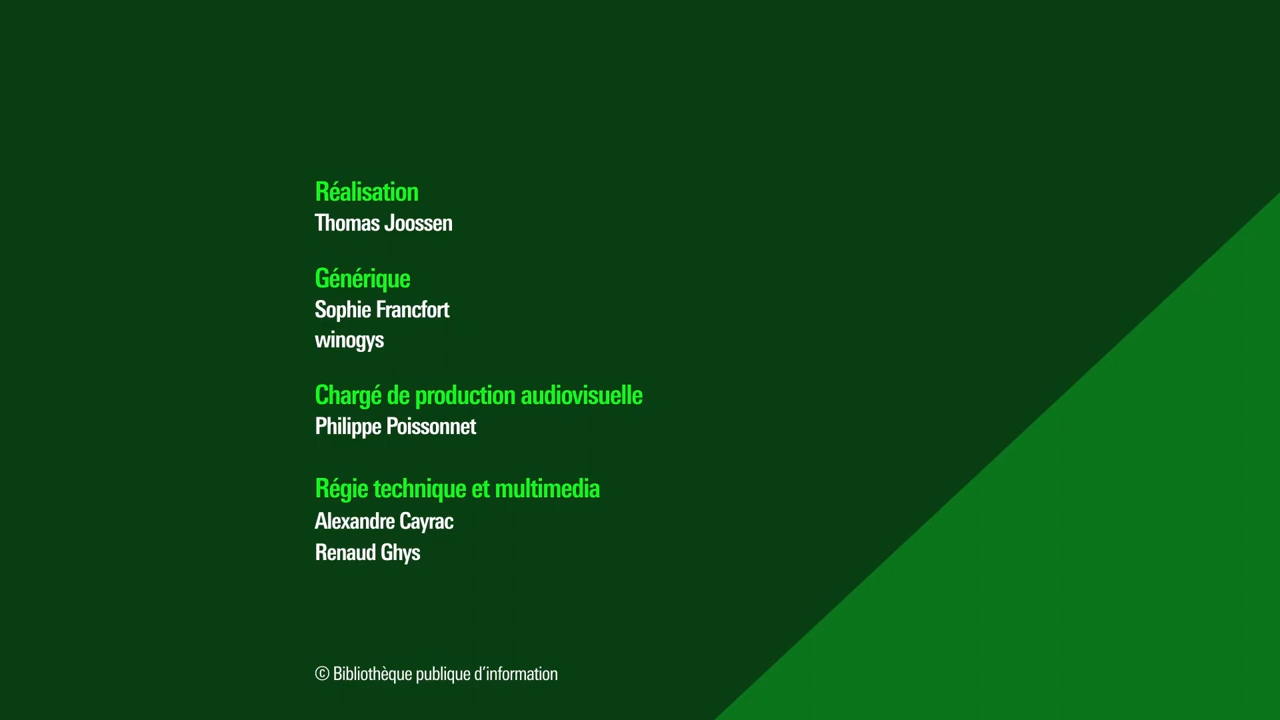 Réalisation
Thomas Joossen
Générique
Sophie Francfort
winogys
Chargé de production audiovisuelle
Philippe Poissonnet
Régie technique et multimedia
Alexandre Cayrac
Renaud Ghys
© Bibliothèque publique d’information